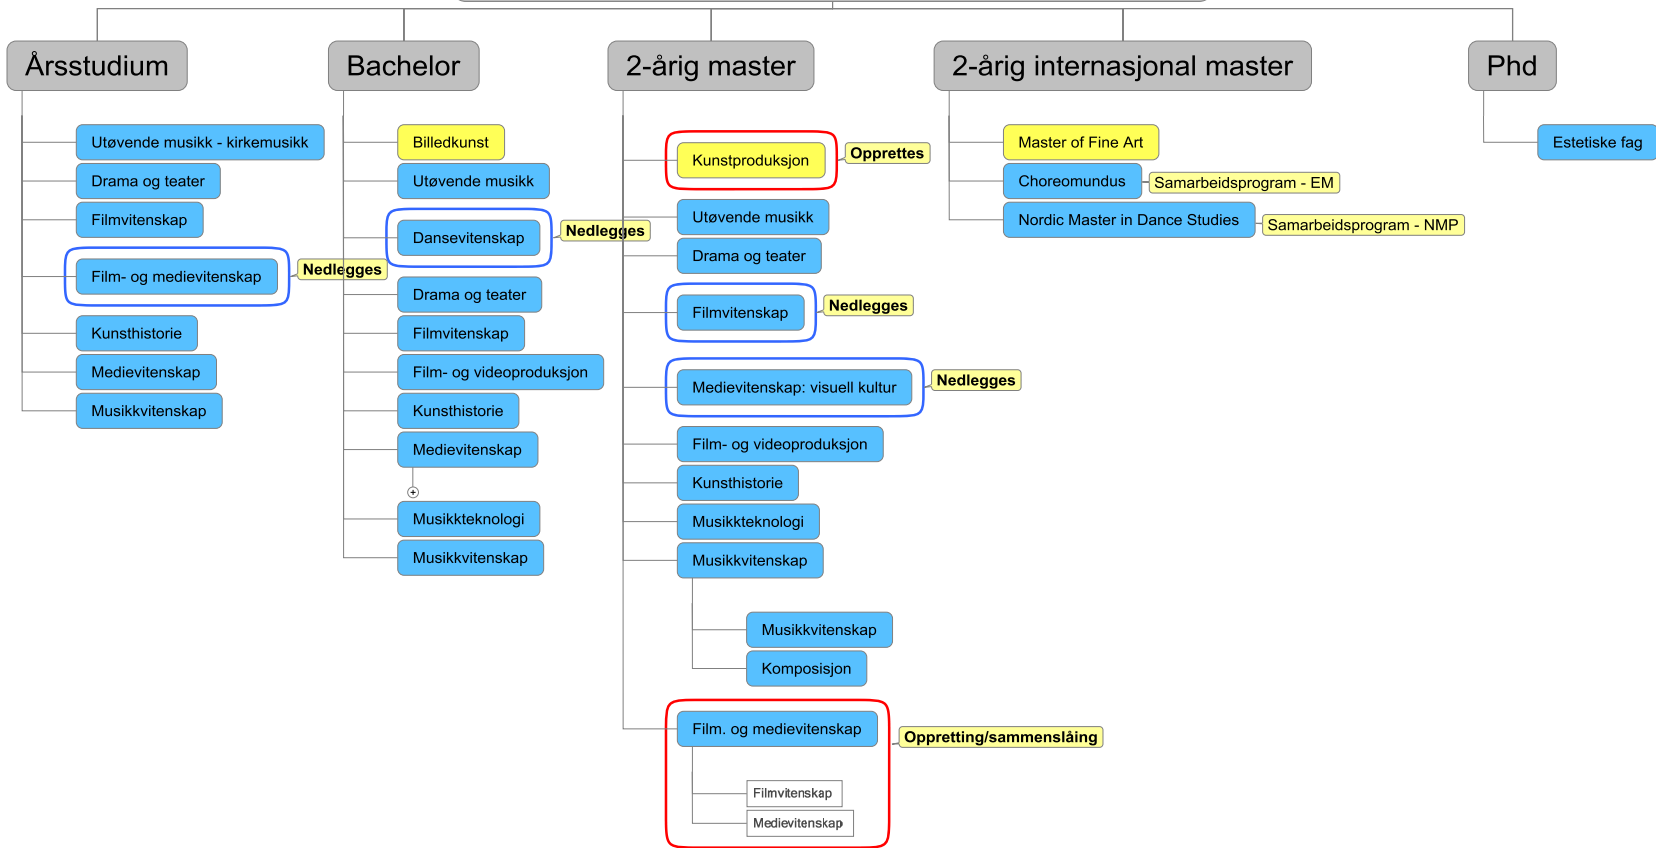 Årsstudium
Utøvende musikk - kirkemusikk
Drama og teater
Filmvitenskap
Film- og medievitenskap
Nedlegges
Kunsthistorie
Medievitenskap
Musikkvitenskap
Bachelor
Billedkunst
Utøvende musikk
Dansevitenskap
Nedlegges
Drama og teater
Filmvitenskap
Film- og videoproduksjon
Kunsthistorie
Medievitenskap
Musikkteknologi
Musikkvitenskap
2-årig master
Kunstproduksjon
Opprettes
Utøvende musikk
Drama og teater
Filmvitenskap
Nedlegges
Medievitenskap: visuell kultur
Nedlegges
Film- og videoproduksjon
Kunsthistorie
Musikkteknologi
Musikkvitenskap
Musikkvitenskap
Komposisjon
Film. og medievitenskap
Oppretting/sammenslåing
Filmvitenskap
Medievitenskap
2-årig internasjonal master
Master of Fine Art
Choreomundus
Samarbeidsprogram - EM
Nordic Master in Dance Studies
Samarbeidsprogram - NMP
Phd
Estetiske fag